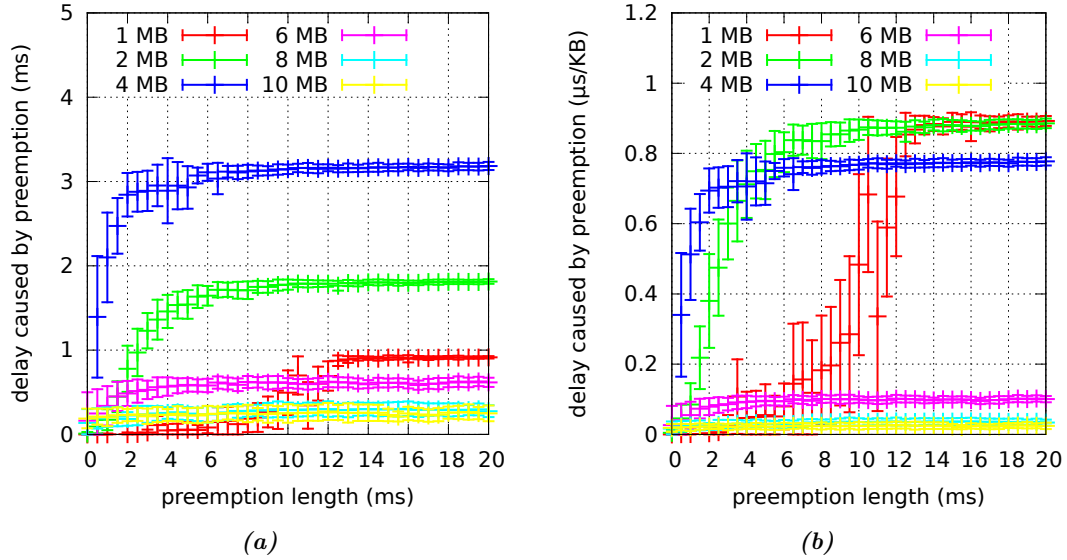 delay caused by preemption (ms)
5
4
3
2
1
0
1 MB
2 MB
4 MB
6 MB
8 MB
10 MB
0 2 4 6 8 10 12 14 16 18 20
preemption length (ms)
(a)
delay caused by preemption (µs/KB)
1.2
1
0.8
0.6
0.4
0.2
0
1 MB
2 MB
4 MB
6 MB
8 MB
10 MB
0 2 4 6 8 10 12 14 16 18 20
preemption length (ms)
(b)